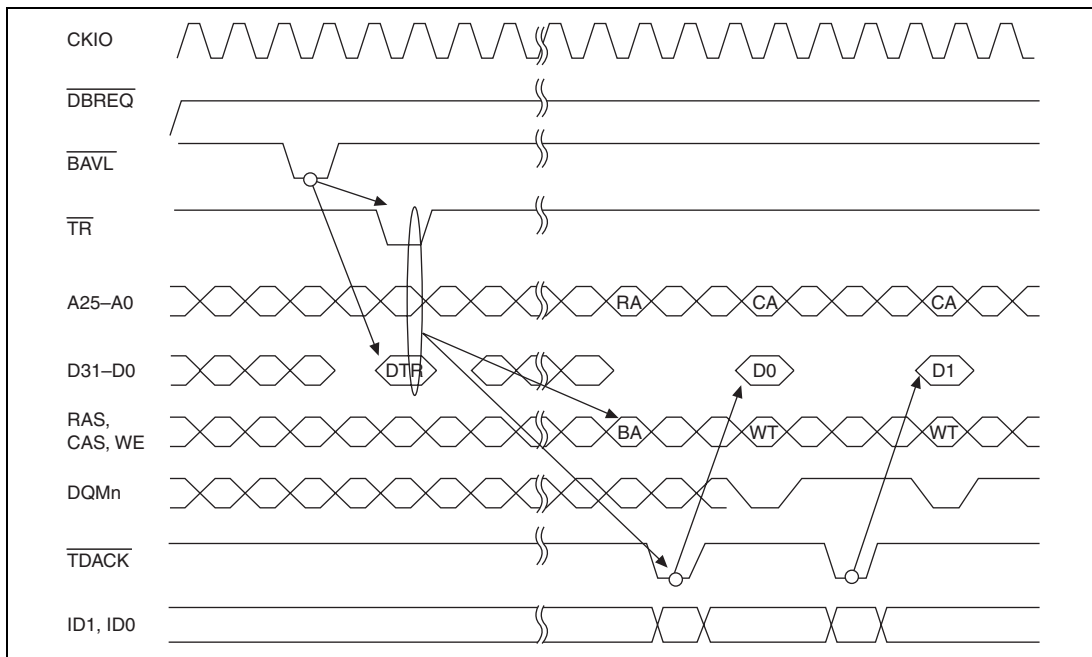 CKIO
DBREQ
BAVL
TR
A25–A0 RA CA CA
D31–D0 DTR D0 D1
RAS,
CAS, WE BA WT WT
DQMn
TDACK
ID1, ID0